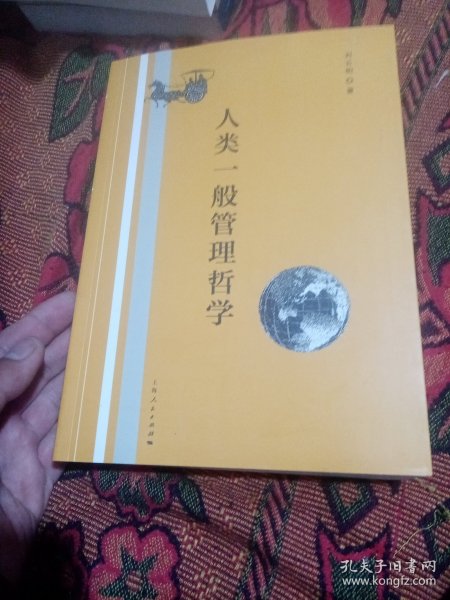 著
人类一般管理哲学
上海人民出版社
孔夫子旧书网
www.kongfz.com